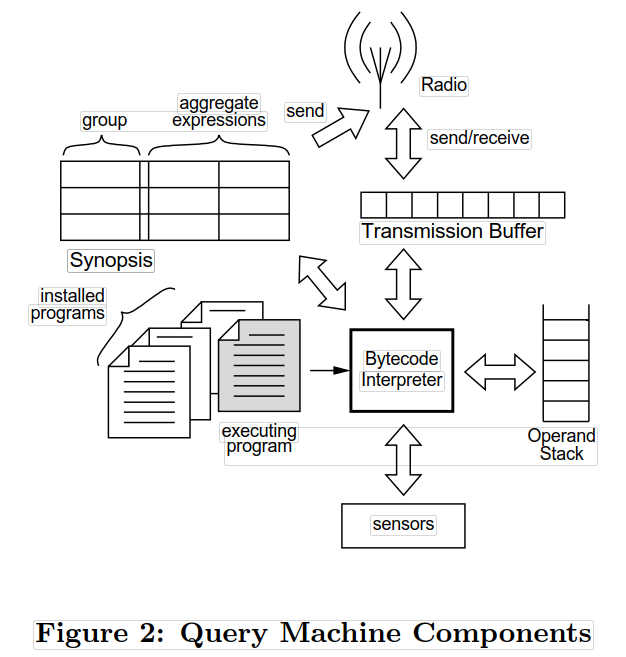 Radio
aggregate
group
expressions
send
send/receive
Transmission Buffer
Synopsis
installed
programs
Bytecode
Interpreter
executing
program
Operand
Stack
sensors
Figure 2: Query Machine Components